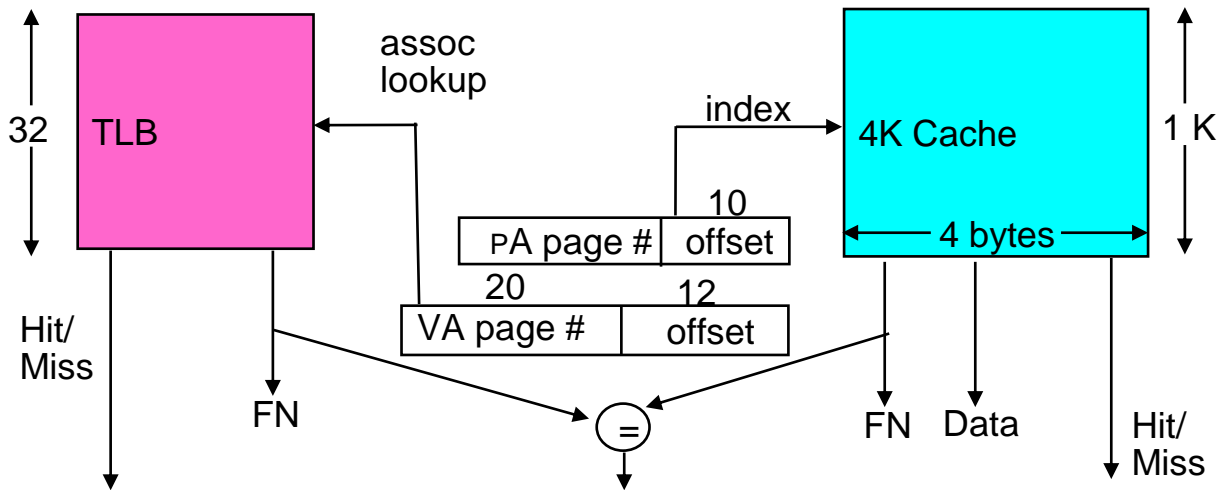 assoc
lookup
32
TLB
index
4K Cache
1 K
10
PA page #
offset
4 bytes
20
12
VA page #
offset
Hit/
Miss
FN
=
FN
Data
Hit/
Miss